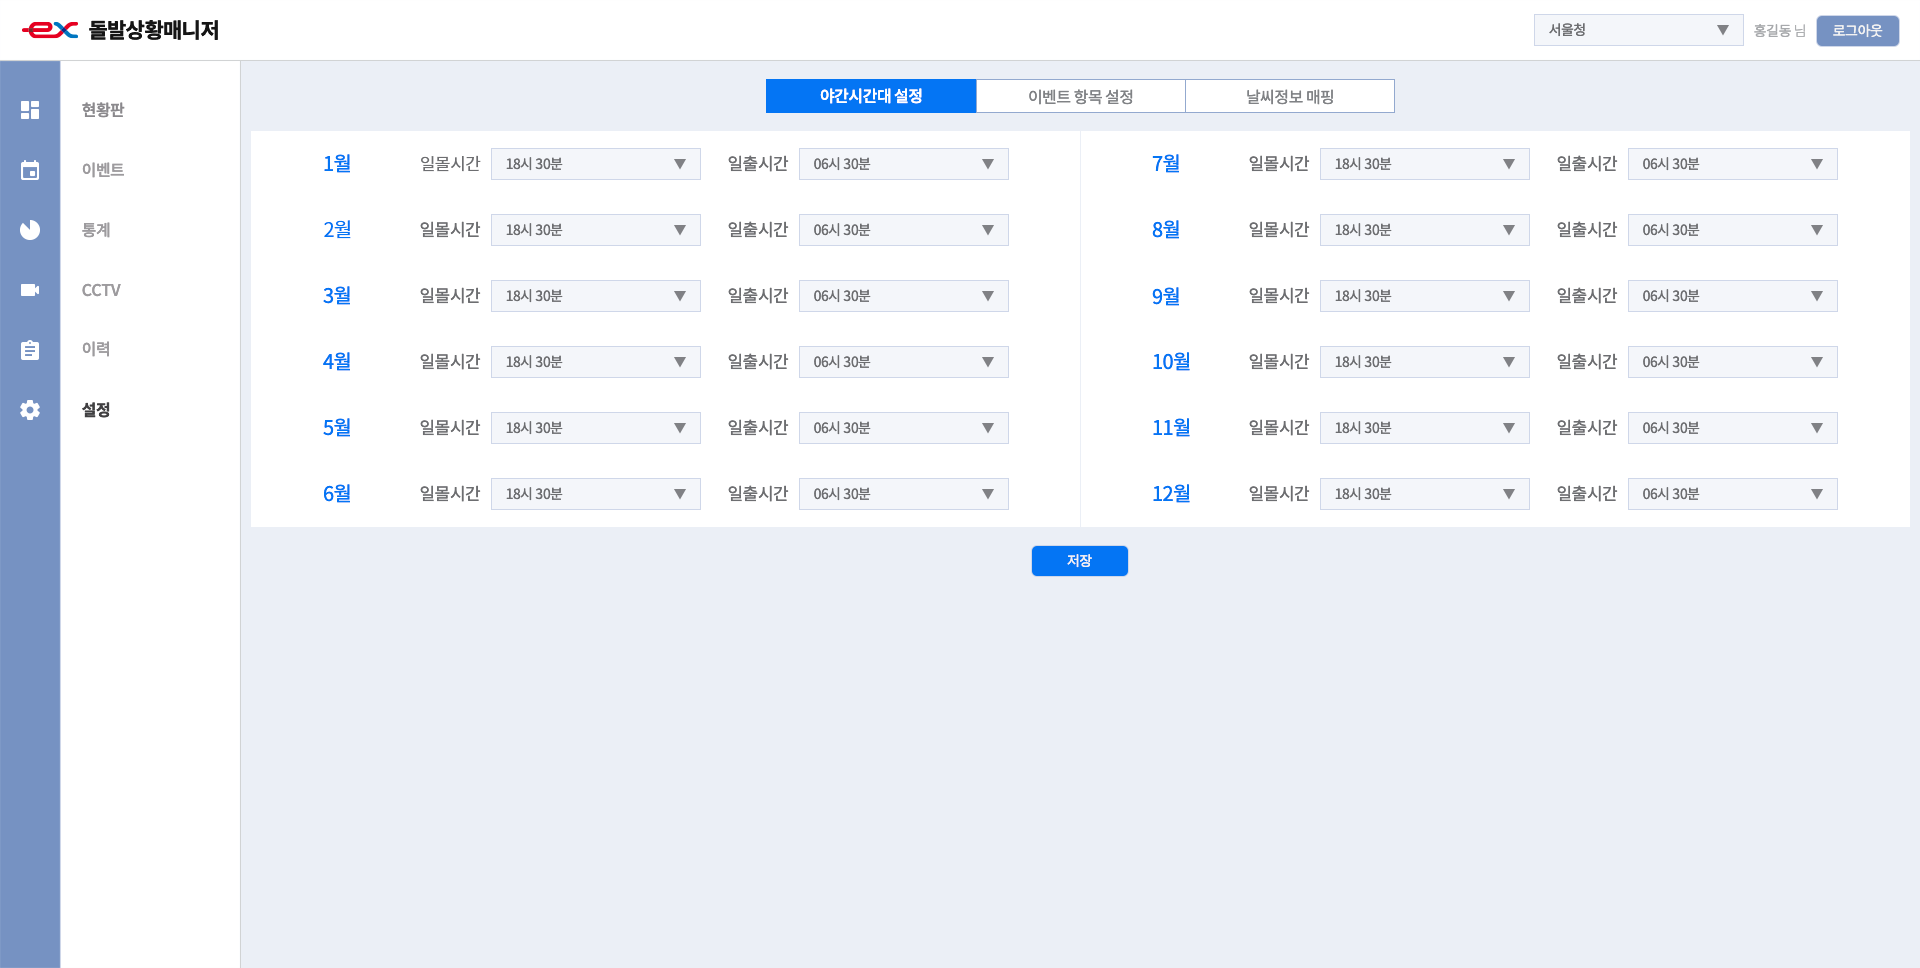 ex 돌발상황매니저
서울청 ▼ 홍길동 님 로그아웃
현황판
이벤트
통계
CCTV
이력
설정
야간시간대 설정 이벤트 항목 설정 날씨정보 매핑
1월 일몰시간 18시 30분 ▼ 일출시간 06시 30분 ▼
2월 일몰시간 18시 30분 ▼ 일출시간 06시 30분 ▼
3월 일몰시간 18시 30분 ▼ 일출시간 06시 30분 ▼
4월 일몰시간 18시 30분 ▼ 일출시간 06시 30분 ▼
5월 일몰시간 18시 30분 ▼ 일출시간 06시 30분 ▼
6월 일몰시간 18시 30분 ▼ 일출시간 06시 30분 ▼
7월 일몰시간 18시 30분 ▼ 일출시간 06시 30분 ▼
8월 일몰시간 18시 30분 ▼ 일출시간 06시 30분 ▼
9월 일몰시간 18시 30분 ▼ 일출시간 06시 30분 ▼
10월 일몰시간 18시 30분 ▼ 일출시간 06시 30분 ▼
11월 일몰시간 18시 30분 ▼ 일출시간 06시 30분 ▼
12월 일몰시간 18시 30분 ▼ 일출시간 06시 30분 ▼
저장